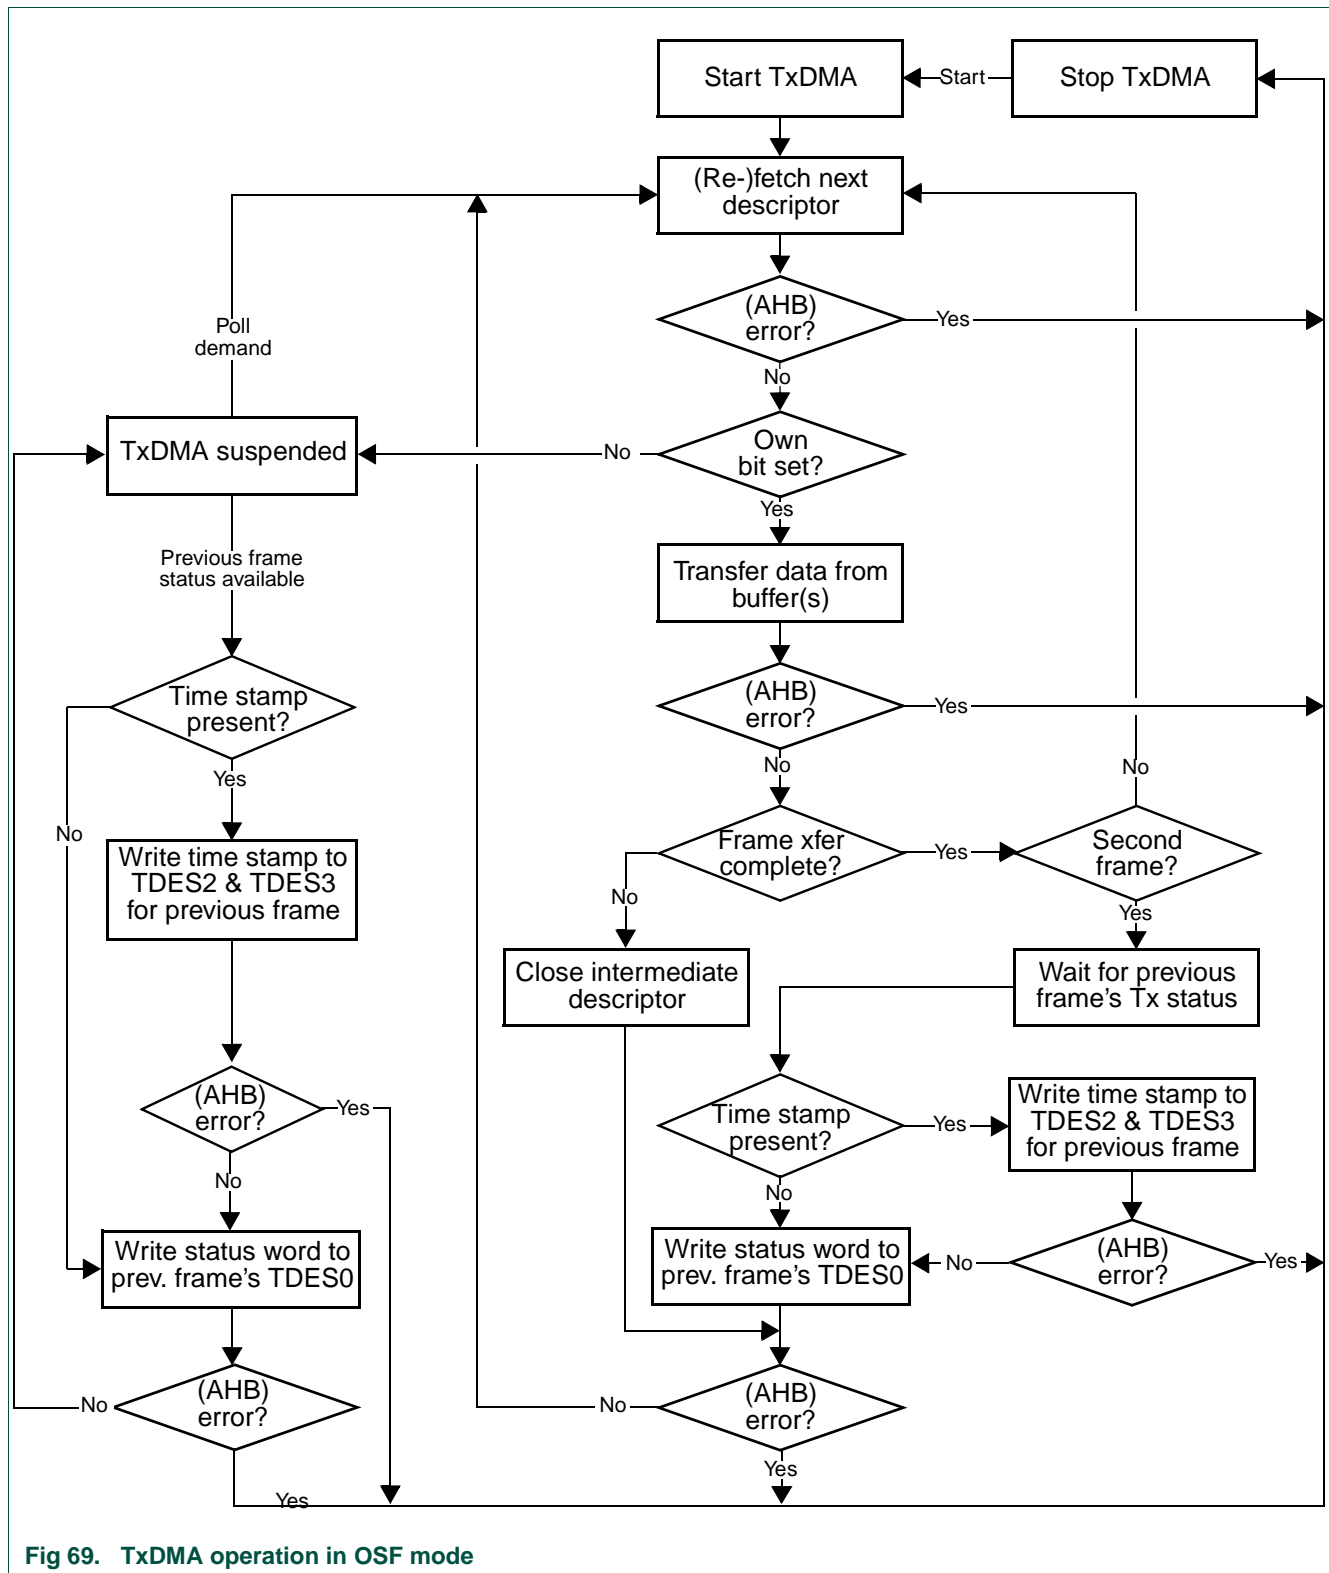 Start TxDMA
Start
Stop TxDMA
(Re-)fetch next
descriptor
(AHB)
error?
Yes
No
Poll
demand
TxDMA suspended
No
Own
bit set?
Yes
Previous frame
status available
Transfer data from
buffer(s)
Time stamp
present?
(AHB)
error?
Yes
Yes
No
No
No
Write time stamp to
TDES2 & TDES3
for previous frame
Frame xfer
complete?
Yes
Second
frame?
No
Yes
Close intermediate
descriptor
Wait for previous
frame's Tx status
(AHB)
error?
Yes
No
Time stamp
present?
Yes
Write time stamp to
TDES2 & TDES3
for previous frame
No
Write status word to
prev. frame's TDES0
Write status word to
prev. frame's TDES0
No
(AHB)
error?
Yes
No
(AHB)
error?
Yes
No
(AHB)
error?
Yes
Fig 69. TxDMA operation in OSF mode